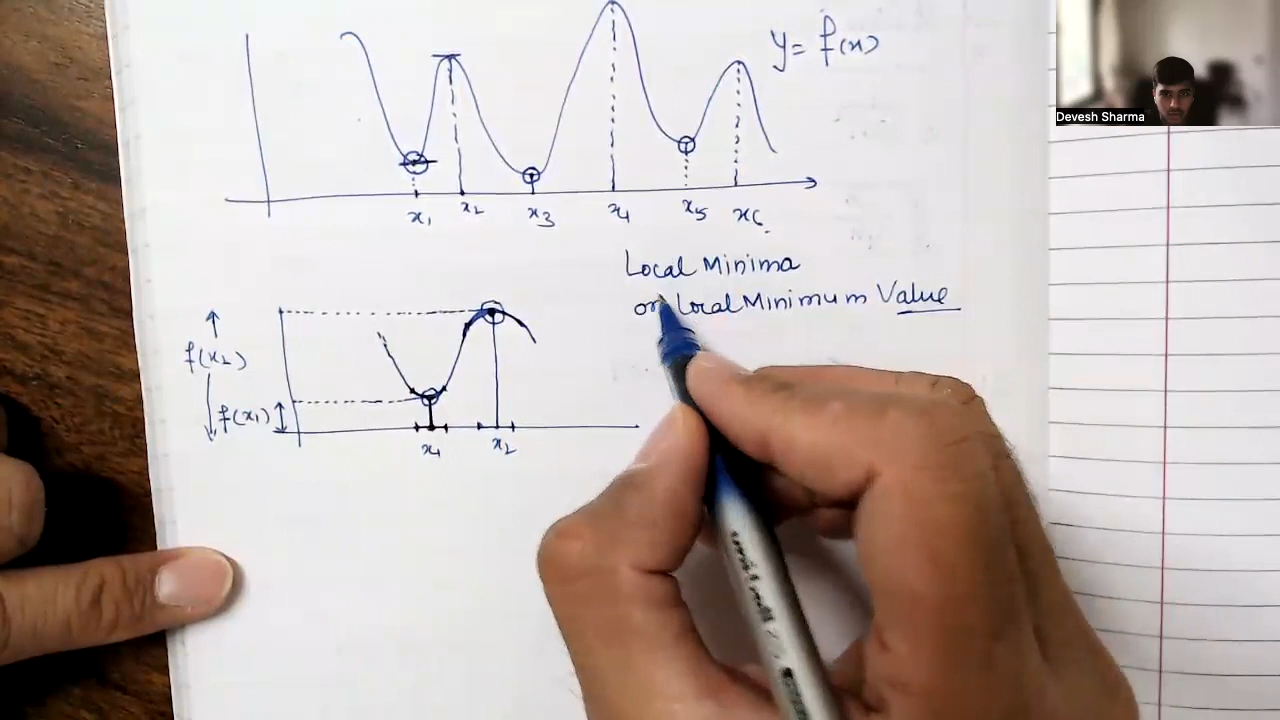 y = f(x)
Devesh Sharma
x1 x2 x3 x4 x5 x6
Local Minima
or Local Minimum Value
f(x2)
f(x1)
x1 x2